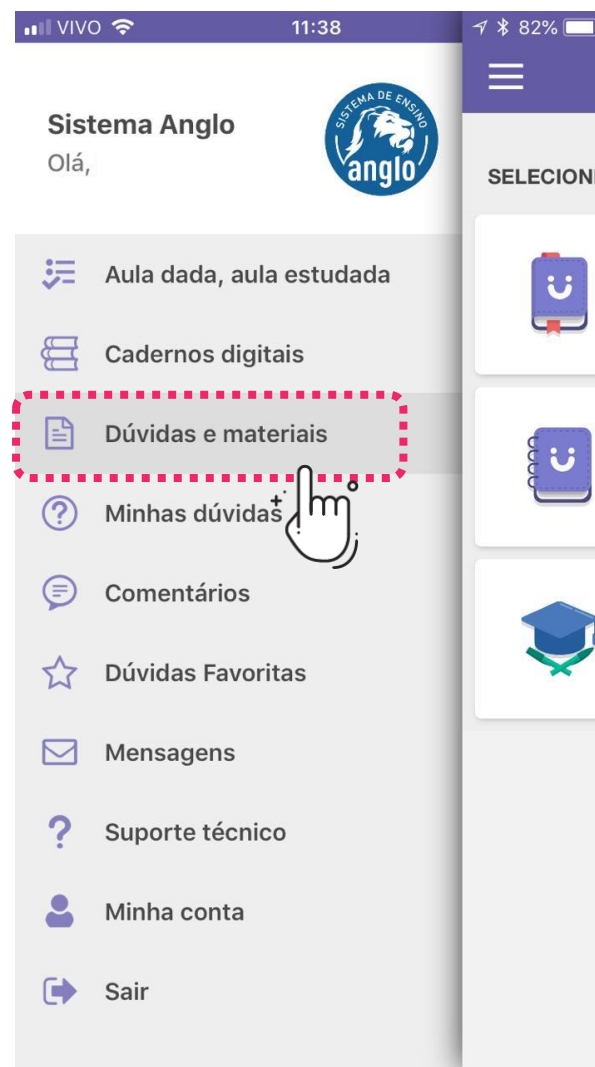 VIVO 11:38 82%
Sistema Anglo
Olá,
SISTEMA DE ENSINO
anglo
SELECION
Aula dada, aula estudada
Cadernos digitais
Dúvidas e materiais
Minhas dúvidas
Comentários
Dúvidas Favoritas
Mensagens
Suporte técnico
Minha conta
Sair